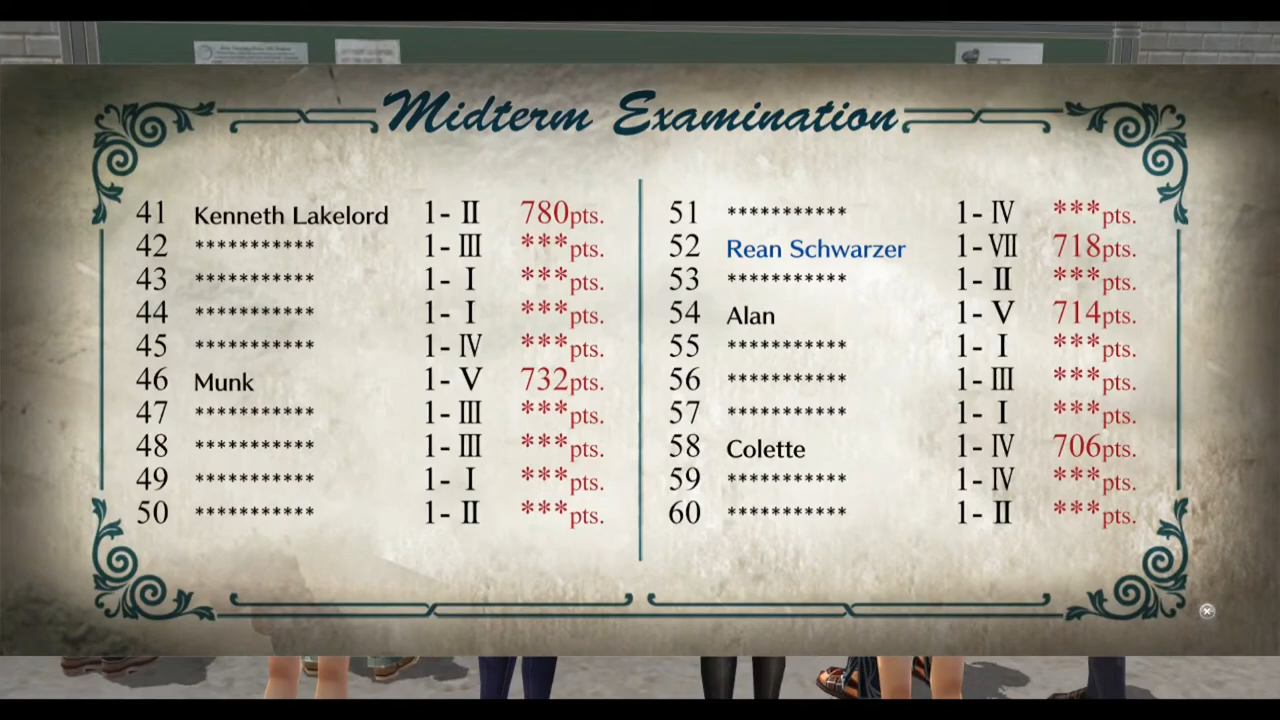 Midterm Examination
41 Kenneth Lakelord 1-II 780pts.
42 *********** 1-III ***pts.
43 *********** 1-I ***pts.
44 *********** 1-I ***pts.
45 *********** 1-IV ***pts.
46 Munk 1-V 732pts.
47 *********** 1-III ***pts.
48 *********** 1-III ***pts.
49 *********** 1-I ***pts.
50 *********** 1-II ***pts.
51 *********** 1-IV ***pts.
52 Rean Schwarzer 1-VII 718pts.
53 *********** 1-II ***pts.
54 Alan 1-V 714pts.
55 *********** 1-I ***pts.
56 *********** 1-III ***pts.
57 *********** 1-I ***pts.
58 Colette 1-IV 706pts.
59 *********** 1-IV ***pts.
60 *********** 1-II ***pts.